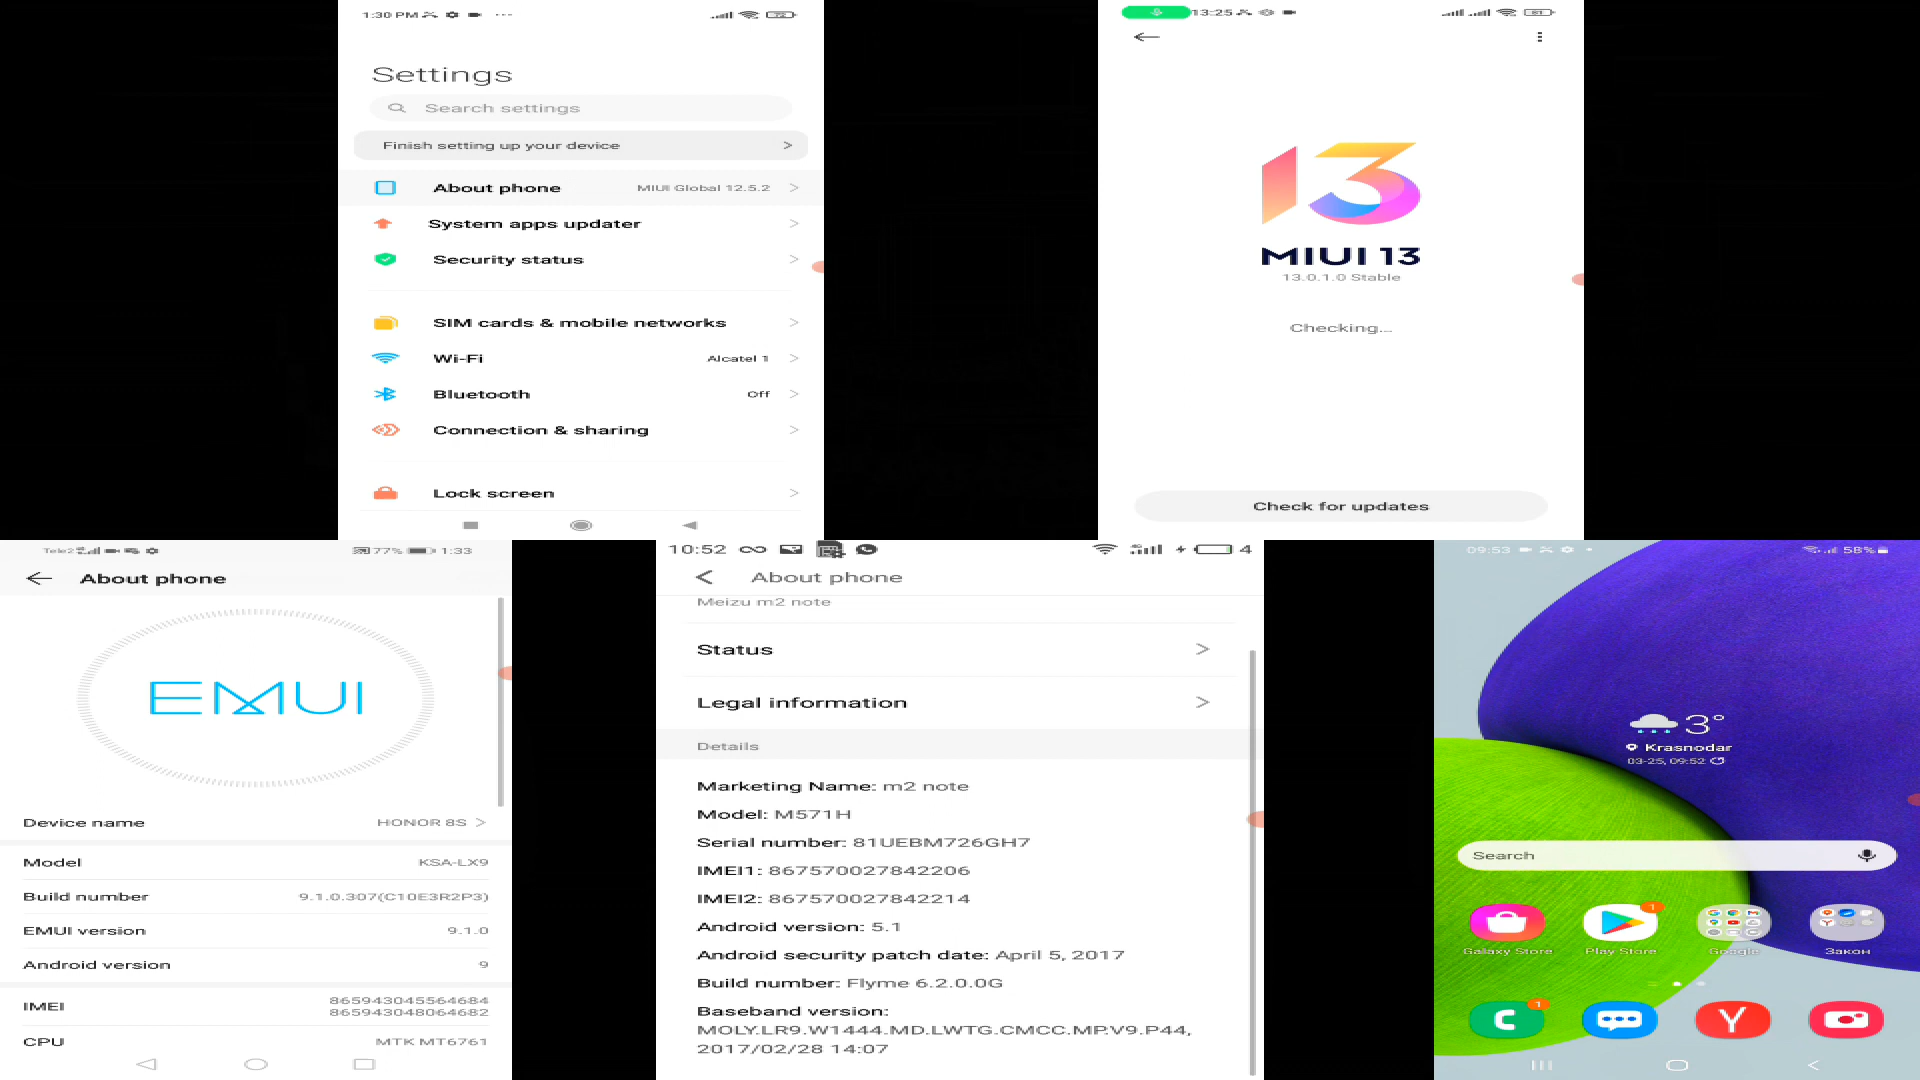 1:30 PM
Settings
Search settings
Finish setting up your device
About phone MIUI Global 12.5.2
System apps updater
Security status
SIM cards & mobile networks
Wi-Fi Alcatel 1
Bluetooth Off
Connection & sharing
Lock screen
13:25
13
MIUI 13
13.0.1.0 Stable
Checking...
Check for updates
Tele2 77% 1:33
About phone
EMUI
Device name HONOR 8S
Model KSA-LX9
Build number 9.1.0.307(C10E3R2P3)
EMUI version 9.1.0
Android version 9
IMEI 865943045564684
865943048064682
CPU MTK MT6761
10:52 4
About phone
Meizu m2 note
Status
Legal information
Details
Marketing Name: m2 note
Model: M571H
Serial number: 81UEBM726GH7
IMEI1: 867570027842206
IMEI2: 867570027842214
Android version: 5.1
Android security patch date: April 5, 2017
Build number: Flyme 6.2.0.0G
Baseband version:
MOLY.LR9.W1444.MD.LWTG.CMCC.MP.V9.P44,
2017/02/28 14:07
09:53 58%
3°
Krasnodar
03-25, 09:52
Search
1
Galaxy Store Play Store Google Закон
1